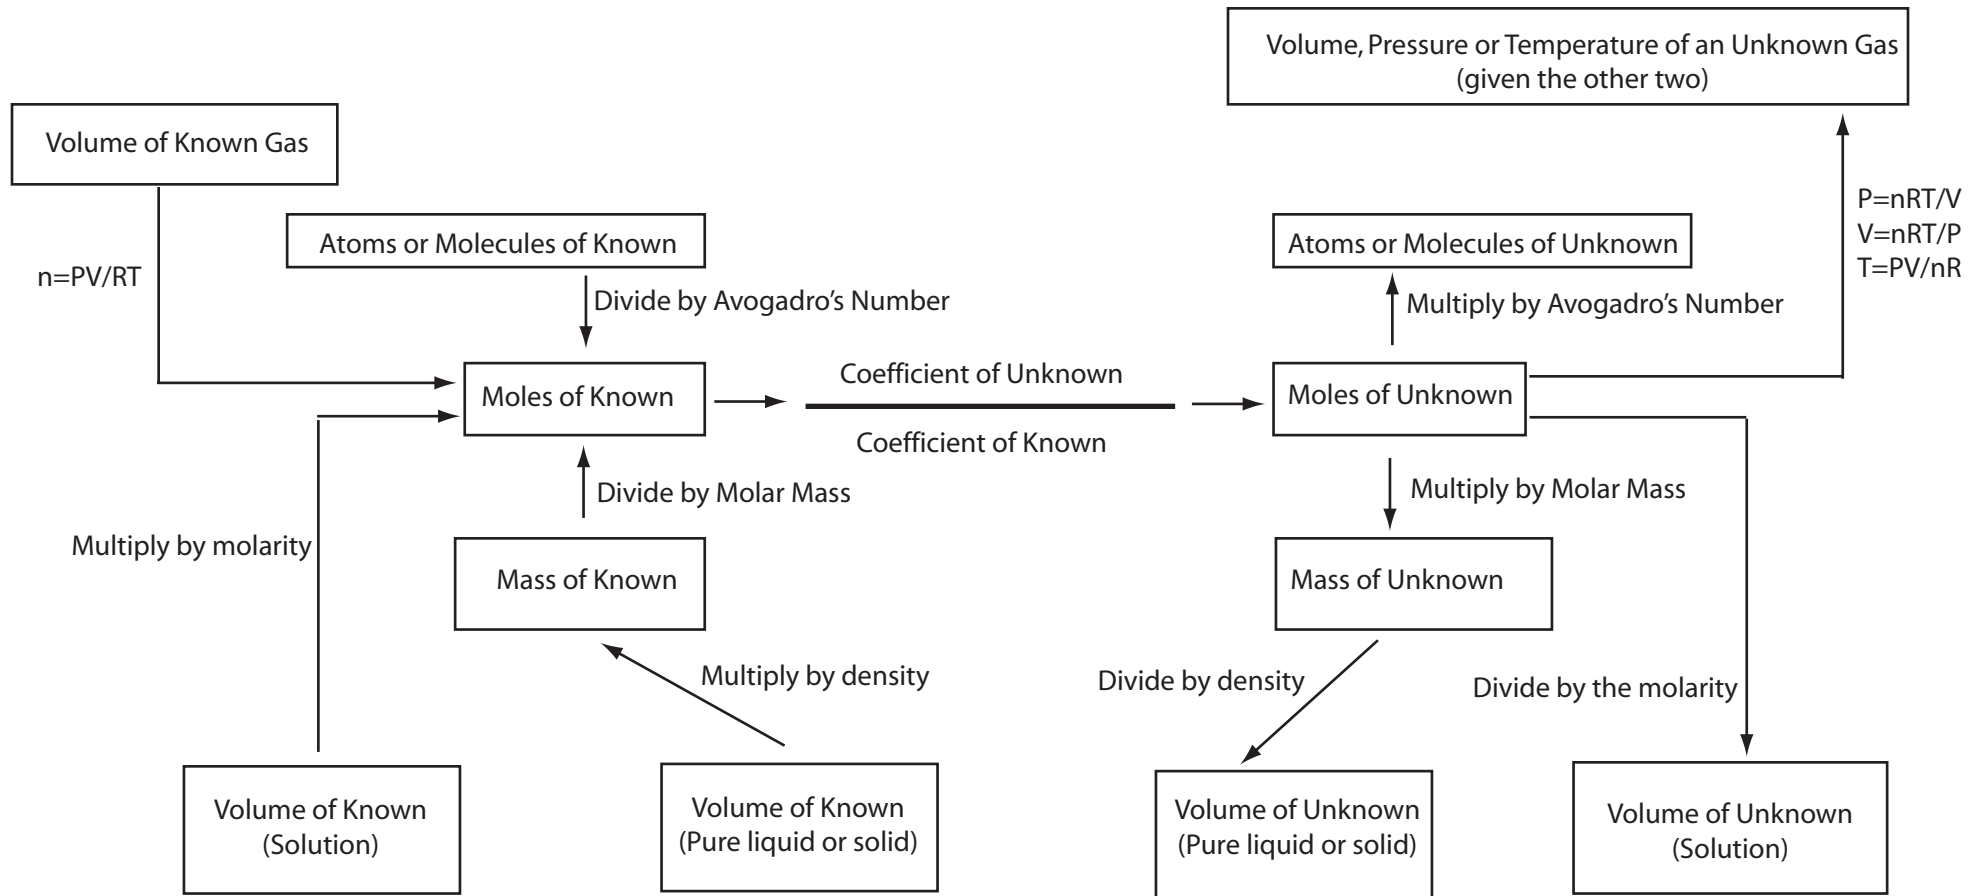 Volume, Pressure or Temperature of an Unknown Gas
(given the other two)
Volume of Known Gas
n=PV/RT
Atoms or Molecules of Known
Divide by Avogadro’s Number
Atoms or Molecules of Unknown
Multiply by Avogadro’s Number
P=nRT/V
V=nRT/P
T=PV/nR
Moles of Known
Coefficient of Unknown
Coefficient of Known
Moles of Unknown
Divide by Molar Mass
Multiply by Molar Mass
Multiply by molarity
Mass of Known
Mass of Unknown
Multiply by density
Divide by density
Divide by the molarity
Volume of Known
(Solution)
Volume of Known
(Pure liquid or solid)
Volume of Unknown
(Pure liquid or solid)
Volume of Unknown
(Solution)